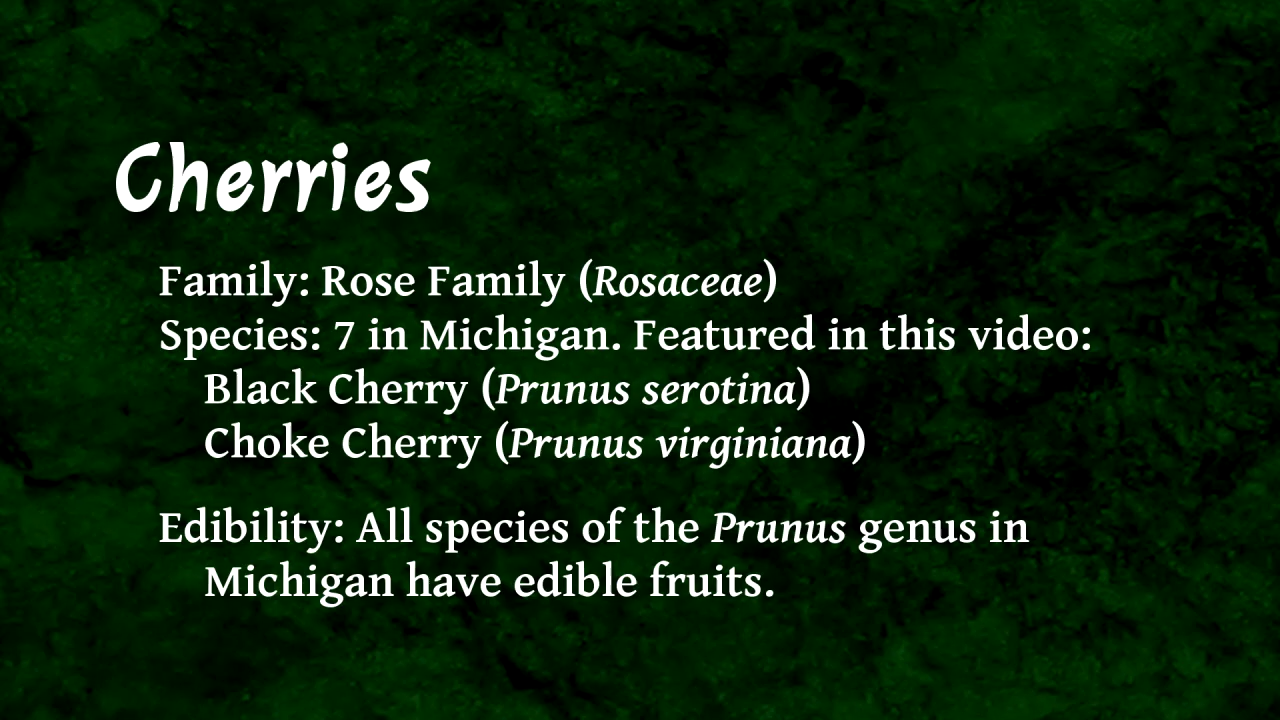 Cherries
Family: Rose Family (Rosaceae)
Species: 7 in Michigan. Featured in this video:
Black Cherry (Prunus serotina)
Choke Cherry (Prunus virginiana)
Edibility: All species of the Prunus genus in
Michigan have edible fruits.